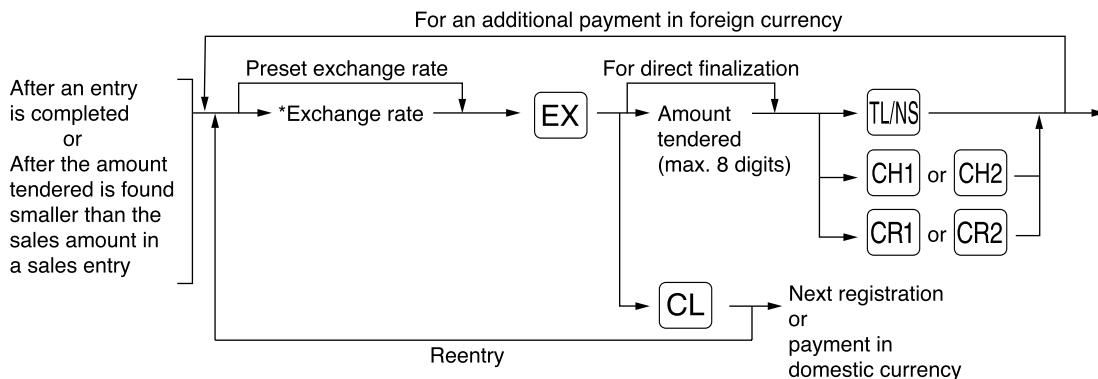 For an additional payment in foreign currency
After an entry
is completed
or
After the amount
tendered is found
smaller than the
sales amount in
a sales entry
Preset exchange rate
*Exchange rate
EX
For direct finalization
Amount
tendered
(max. 8 digits)
TL/NS
CH1 or CH2
CR1 or CR2
CL
Next registration
or
payment in
domestic currency
Reentry